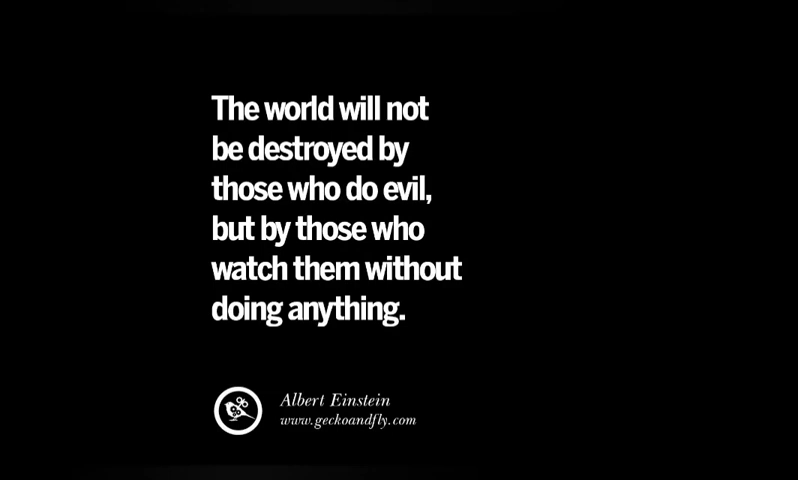 The world will not
be destroyed by
those who do evil,
but by those who
watch them without
doing anything.
Albert Einstein
www.geckoandfly.com